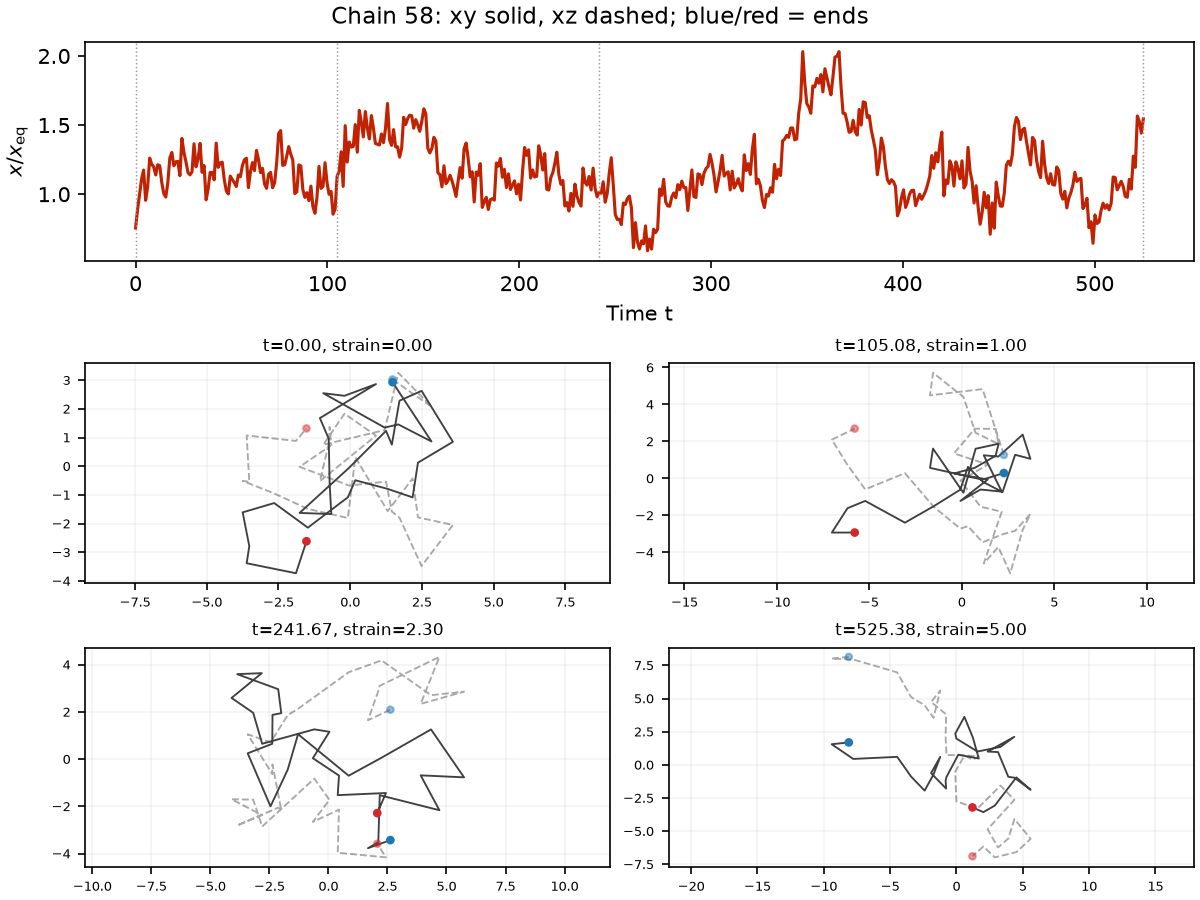 Chain 58: xy solid, xz dashed; blue/red = ends
2.0
1.5
1.0
x/x_eq
0 100 200 300 400 500
Time t
t=0.00, strain=0.00
3
2
1
0
−1
−2
−3
−4
−7.5 −5.0 −2.5 0.0 2.5 5.0 7.5
t=105.08, strain=1.00
6
4
2
0
−2
−4
−15 −10 −5 0 5 10
t=241.67, strain=2.30
4
2
0
−2
−4
−10.0 −7.5 −5.0 −2.5 0.0 2.5 5.0 7.5 10.0
t=525.38, strain=5.00
7.5
5.0
2.5
0.0
−2.5
−5.0
−7.5
−20 −15 −10 −5 0 5 10 15